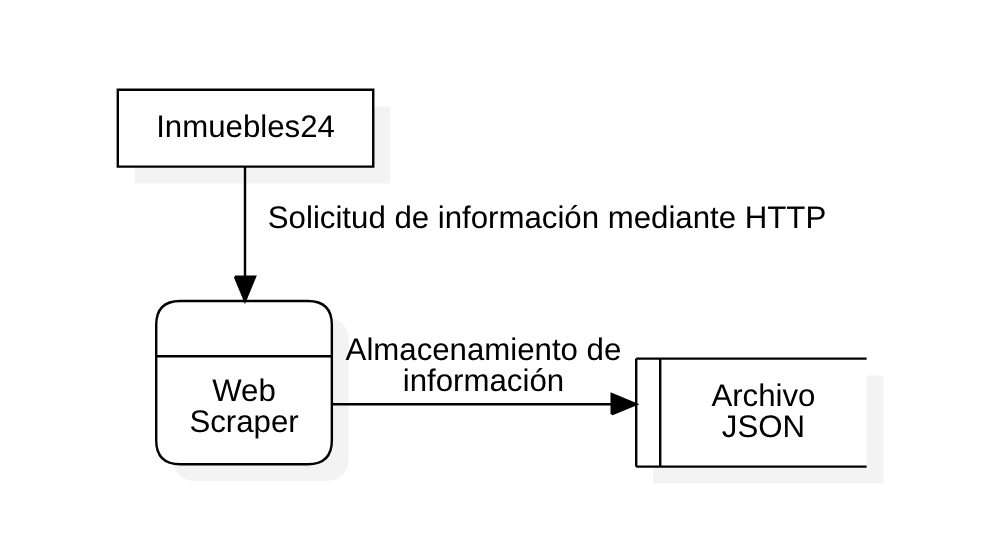 Inmuebles24
Solicitud de información mediante HTTP
Almacenamiento de
información
Web
Scraper
Archivo
JSON